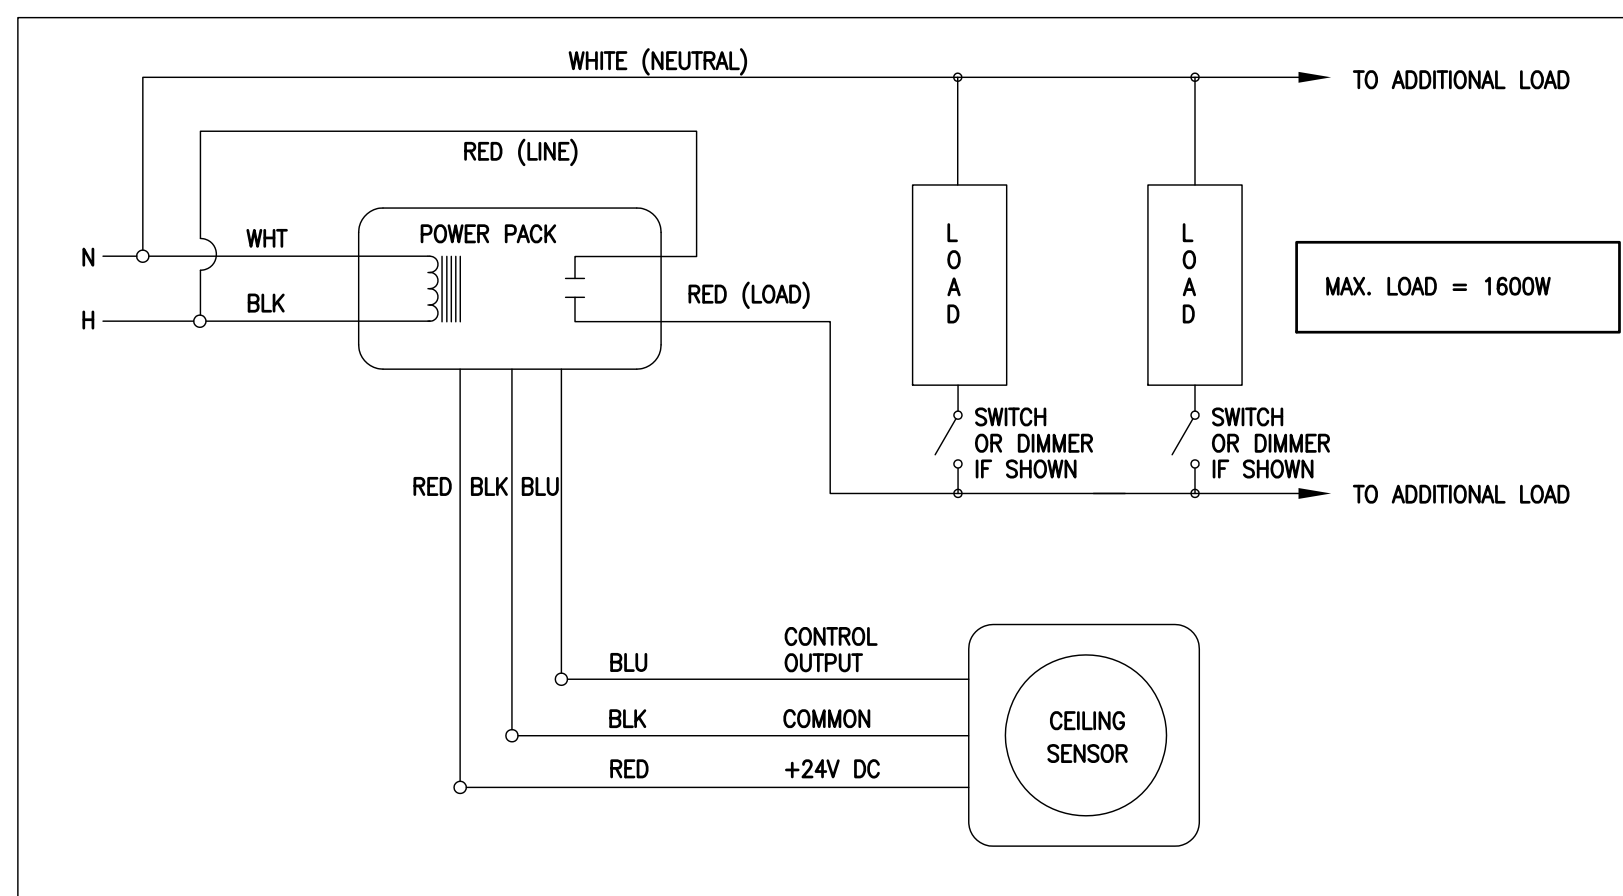 WHITE (NEUTRAL)
TO ADDITIONAL LOAD
RED (LINE)
N
WHT
POWER PACK
H
BLK
RED (LOAD)
LOAD
LOAD
MAX. LOAD = 1600W
SWITCH
OR DIMMER
IF SHOWN
SWITCH
OR DIMMER
IF SHOWN
RED BLK BLU
TO ADDITIONAL LOAD
BLU
CONTROL
OUTPUT
BLK
COMMON
RED
+24V DC
CEILING
SENSOR